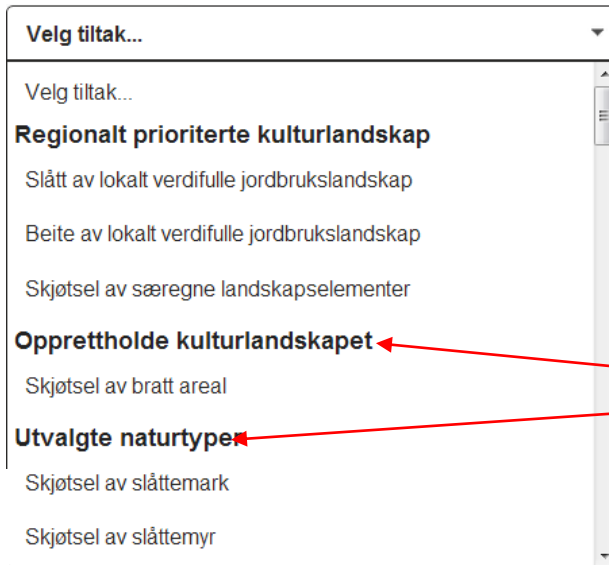 Velg tiltak...
Velg tiltak...
Regionalt prioriterte kulturlandskap
Slått av lokalt verdifulle jordbrukslandskap
Beite av lokalt verdifulle jordbrukslandskap
Skjøtsel av særegne landskapselementer
Opprettholde kulturlandskapet
Skjøtsel av bratt areal
Utvalgte naturtyper
Skjøtsel av slåttemark
Skjøtsel av slåttemyr